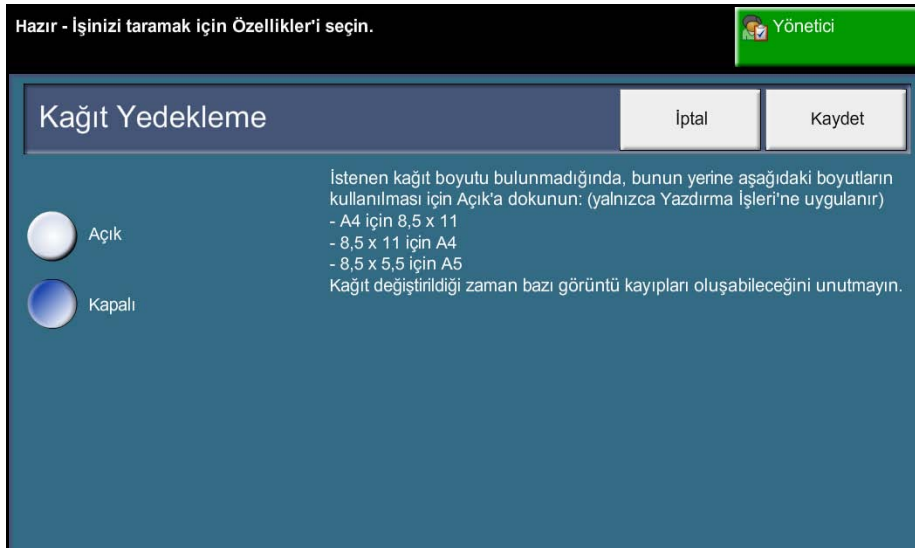 Hazır - İşinizi taramak için Özellikler'i seçin.
Yönetici
Kağıt Yedekleme
İptal
Kaydet
İstenen kağıt boyutu bulunmadığında, bunun yerine aşağıdaki boyutların
kullanılması için Açık'a dokunun: (yalnızca Yazdırma İşleri'ne uygulanır)
- A4 için 8,5 x 11
- 8,5 x 11 için A4
- 8,5 x 5,5 için A5
Kağıt değiştirildiği zaman bazı görüntü kayıpları oluşabileceğini unutmayın.
Açık
Kapalı